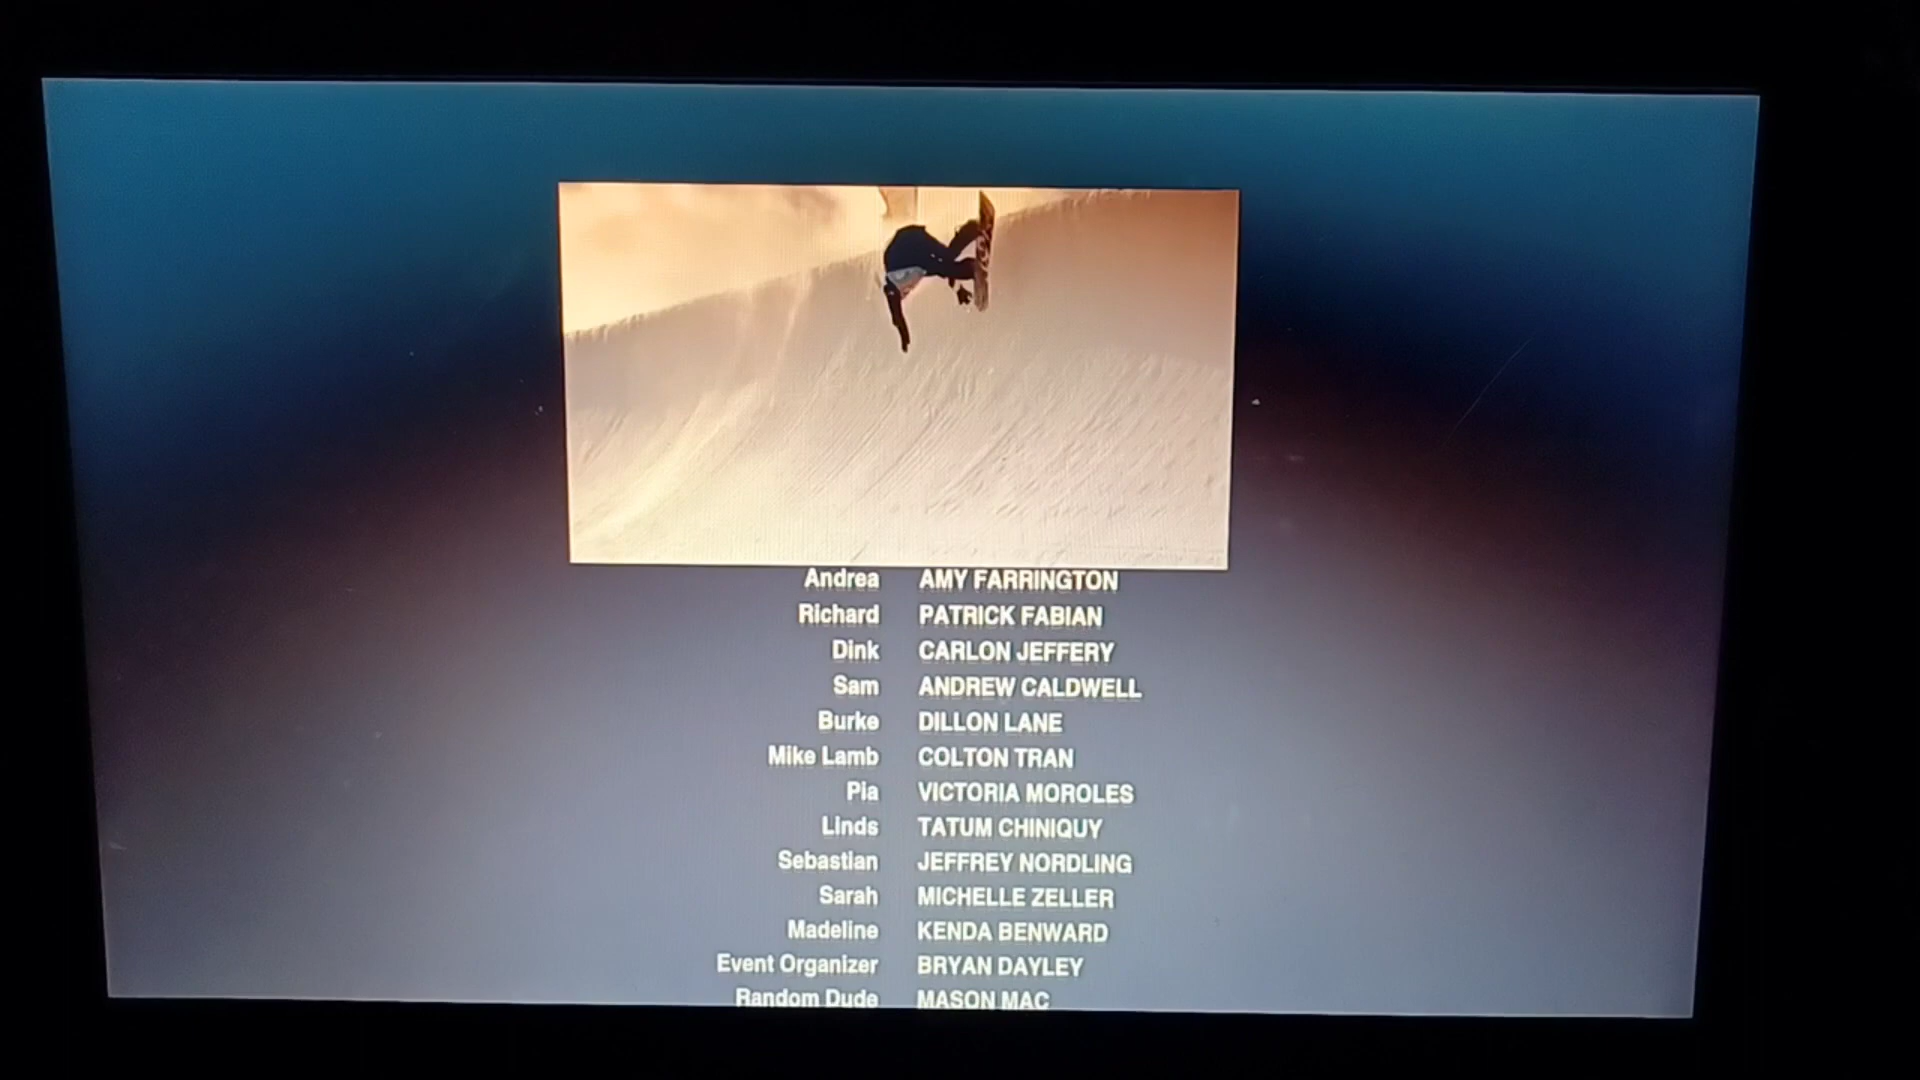 Andrea AMY FARRINGTON
Richard PATRICK FABIAN
Dink CARLON JEFFERY
Sam ANDREW CALDWELL
Burke DILLON LANE
Mike Lamb COLTON TRAN
Pia VICTORIA MOROLES
Linds TATUM CHINIQUY
Sebastian JEFFREY NORDLING
Sarah MICHELLE ZELLER
Madeline KENDA BENWARD
Event Organizer BRYAN DAYLEY
Random Dude MASON MAC